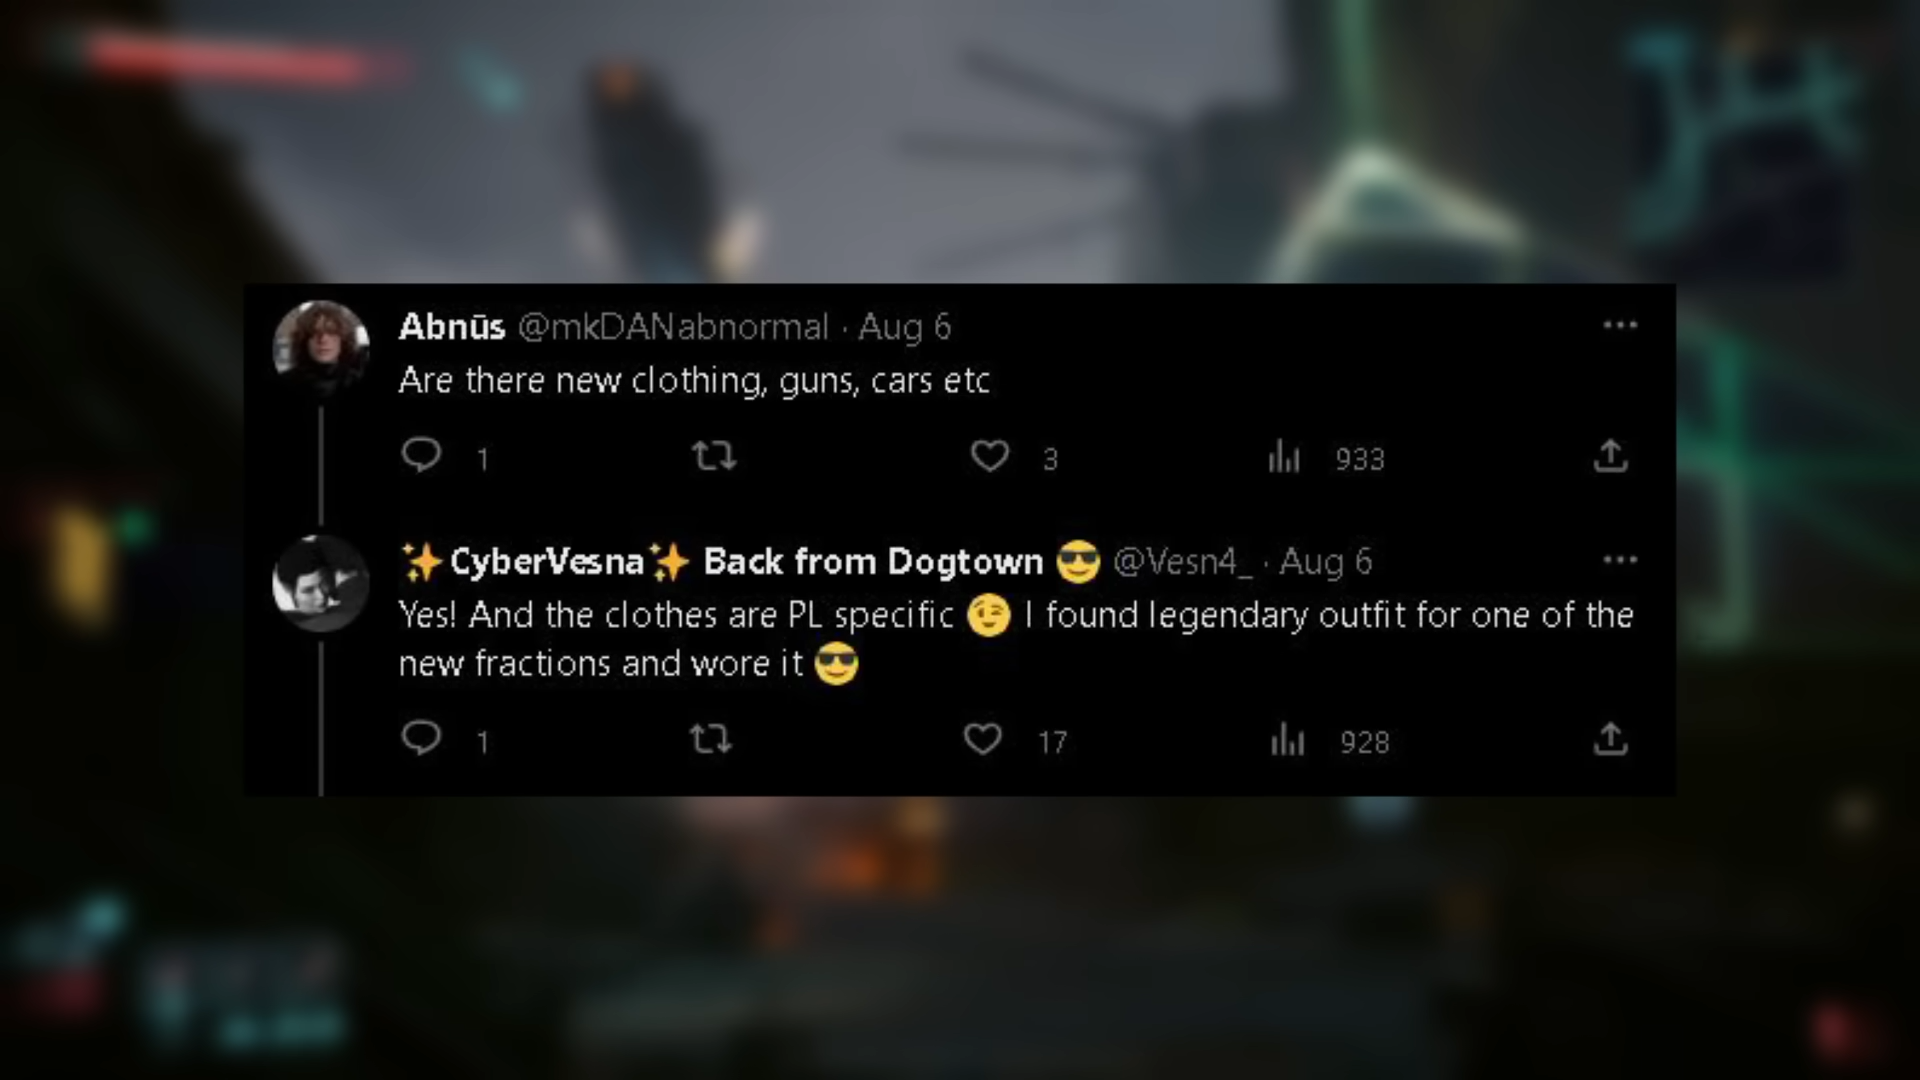 Abnūs @mkDANabnormal · Aug 6
Are there new clothing, guns, cars etc
1 3 933
✨CyberVesna✨ Back from Dogtown 😎 @Vesn4_ · Aug 6
Yes! And the clothes are PL specific 😉 I found legendary outfit for one of the
new fractions and wore it 😎
1 17 928